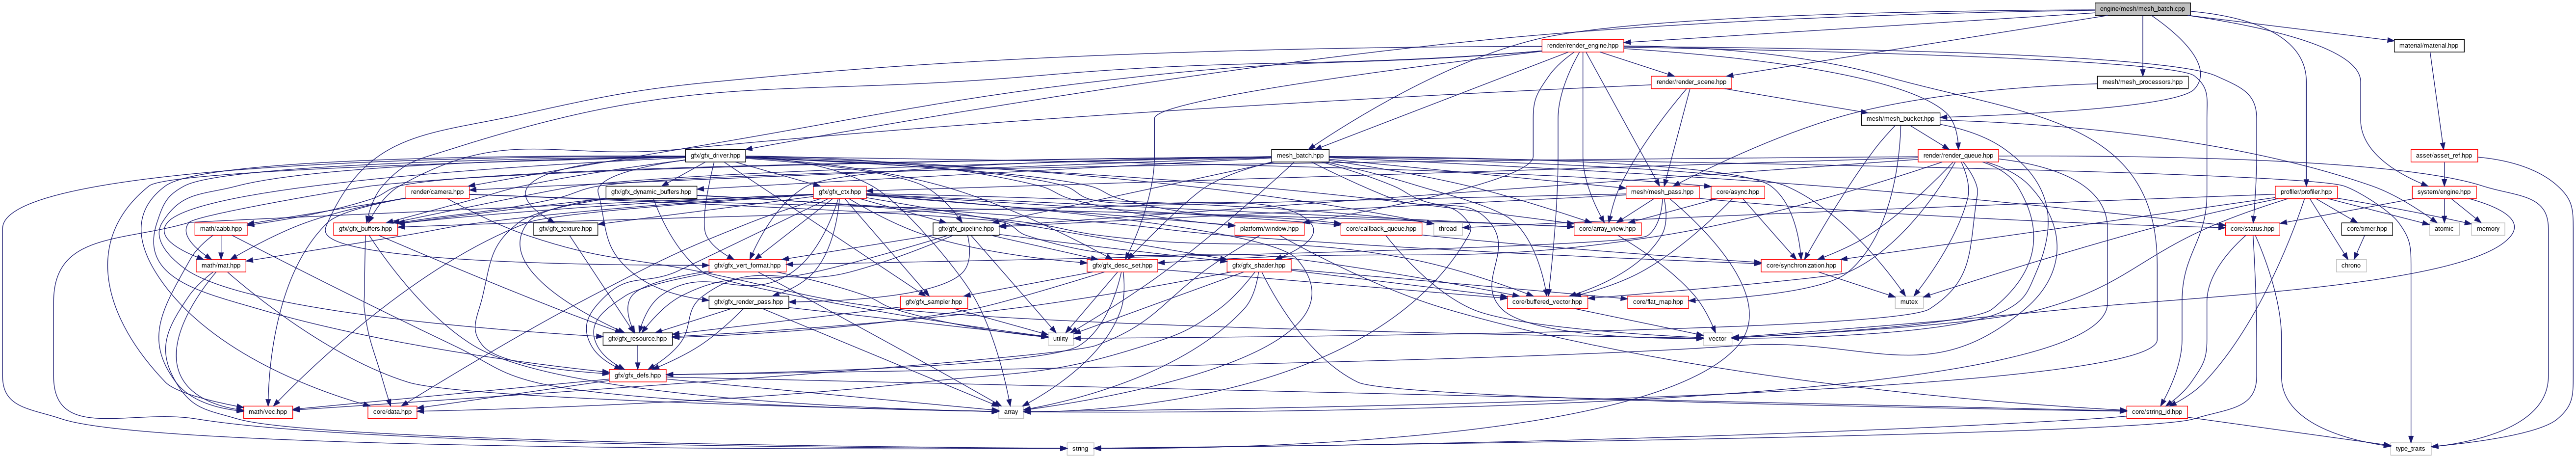 engine/mesh/mesh_batch.cpp
render/render_engine.hpp
material/material.hpp
render/render_scene.hpp
mesh/mesh_processors.hpp
mesh/mesh_bucket.hpp
gfx/gfx_driver.hpp
mesh_batch.hpp
render/render_queue.hpp
asset/asset_ref.hpp
render/camera.hpp
gfx/gfx_dynamic_buffers.hpp
gfx/gfx_ctx.hpp
mesh/mesh_pass.hpp
core/async.hpp
profiler/profiler.hpp
system/engine.hpp
math/aabb.hpp
gfx/gfx_buffers.hpp
gfx/gfx_texture.hpp
core/callback_queue.hpp
thread
gfx/gfx_pipeline.hpp
platform/window.hpp
core/array_view.hpp
core/status.hpp
core/timer.hpp
atomic
memory
math/mat.hpp
gfx/gfx_vert_format.hpp
gfx/gfx_desc_set.hpp
gfx/gfx_shader.hpp
core/synchronization.hpp
chrono
gfx/gfx_render_pass.hpp
gfx/gfx_sampler.hpp
core/buffered_vector.hpp
core/flat_map.hpp
mutex
gfx/gfx_resource.hpp
utility
vector
gfx/gfx_defs.hpp
math/vec.hpp
core/data.hpp
array
core/string_id.hpp
string
type_traits